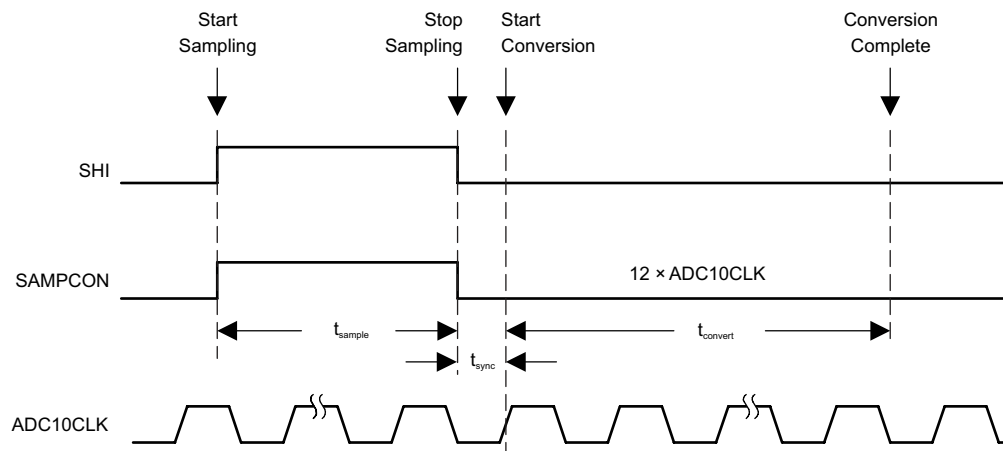 Start
Sampling
Stop
Sampling
Start
Conversion
Conversion
Complete
SHI
SAMPCON
12 × ADC10CLK
tsample
tconvert
tsync
ADC10CLK